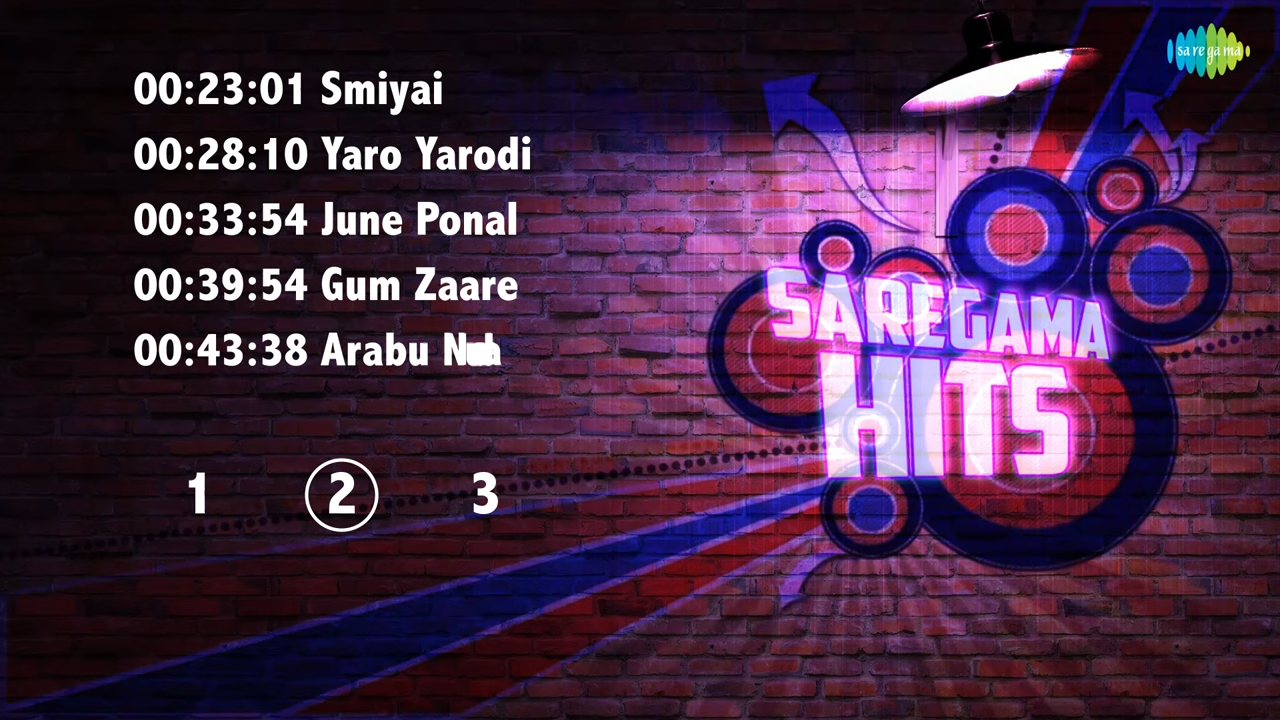 saregama
00:23:01 Smiyai
00:28:10 Yaro Yarodi
00:33:54 June Ponal
00:39:54 Gum Zaare
00:43:38 Arabu
SAREGAMA
HITS
1 2 3